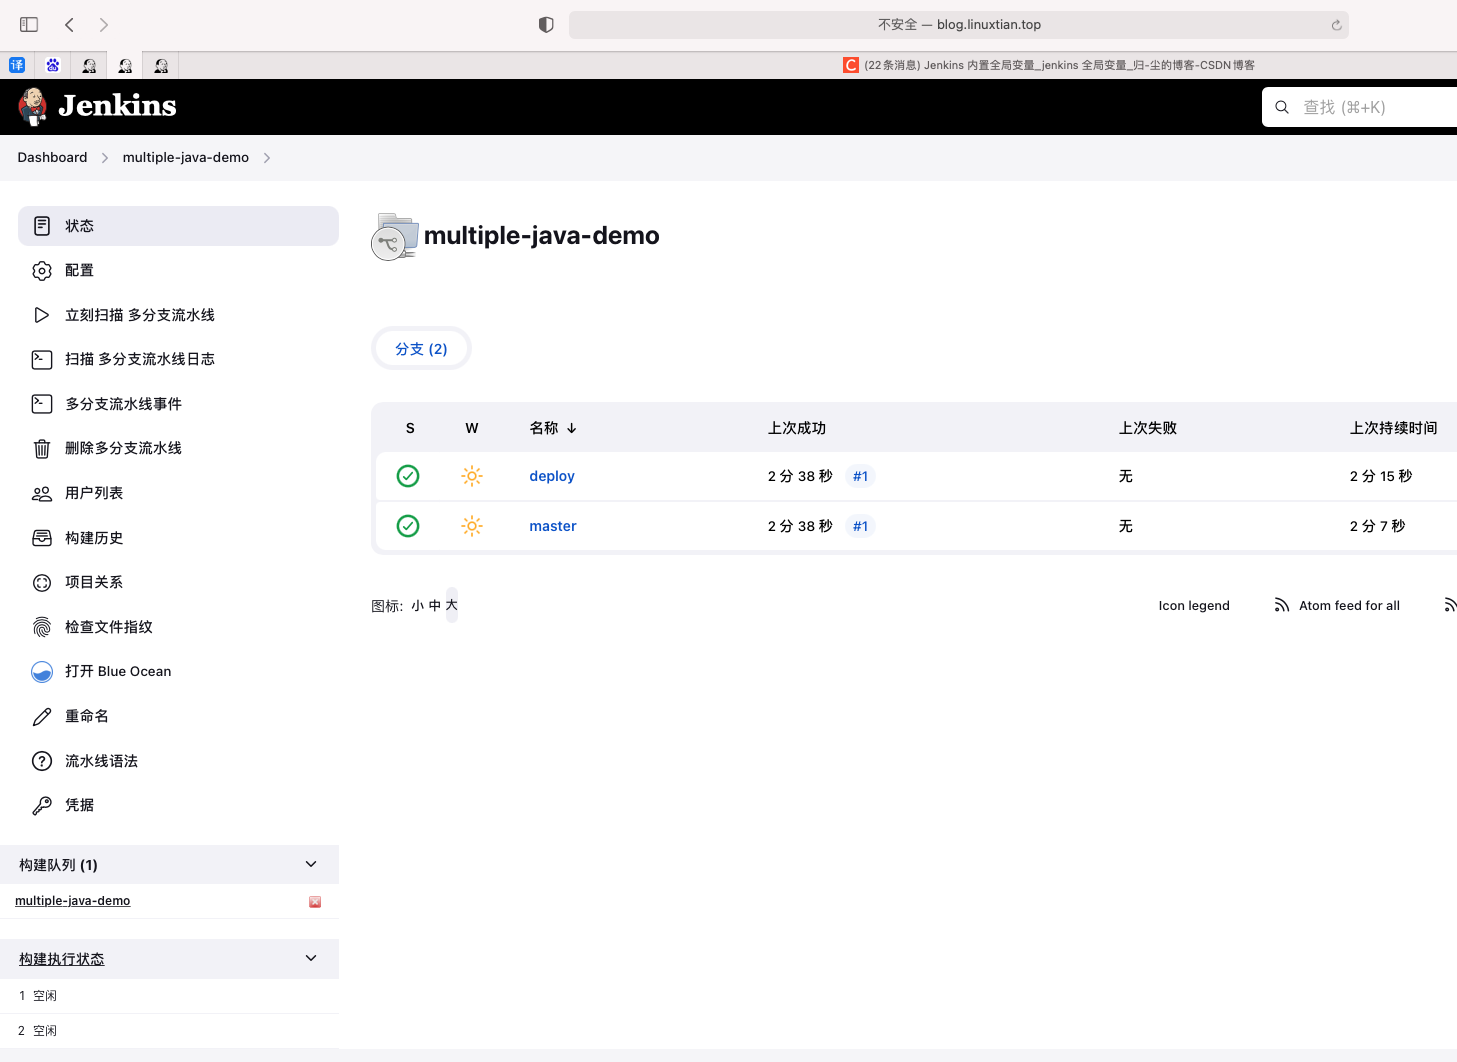 不安全 — blog.linuxtian.top
译
(22条消息) Jenkins 内置全局变量_jenkins 全局变量_归-尘的博客-CSDN博客
Jenkins
查找 (⌘+K)
Dashboard
multiple-java-demo
状态
配置
立刻扫描 多分支流水线
扫描 多分支流水线日志
多分支流水线事件
删除多分支流水线
用户列表
构建历史
项目关系
检查文件指纹
打开 Blue Ocean
重命名
流水线语法
凭据
构建队列 (1)
multiple-java-demo
构建执行状态
1 空闲
2 空闲
multiple-java-demo
分支 (2)
S W 名称 ↓ 上次成功 上次失败 上次持续时间
deploy 2 分 38 秒 #1 无 2 分 15 秒
master 2 分 38 秒 #1 无 2 分 7 秒
图标: 小 中 大
Icon legend
Atom feed for all